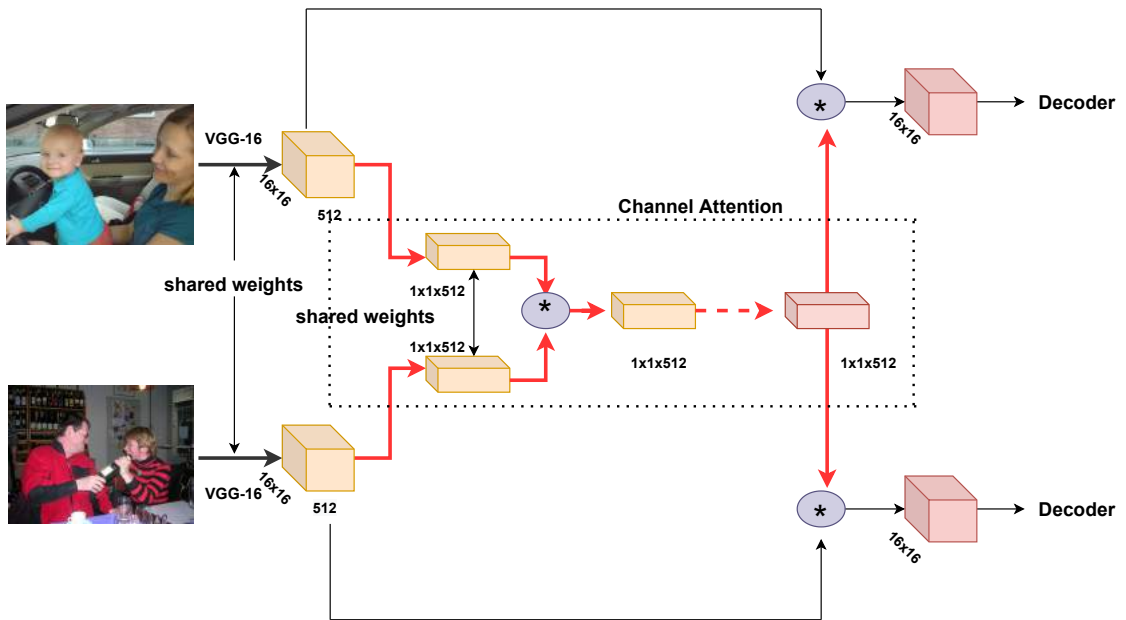 Decoder
VGG-16
16x16
16x16
512
Channel Attention
shared weights
1x1x512
*
*
shared weights
1x1x512
1x1x512
1x1x512
VGG-16
16x16
512
*
Decoder
16x16